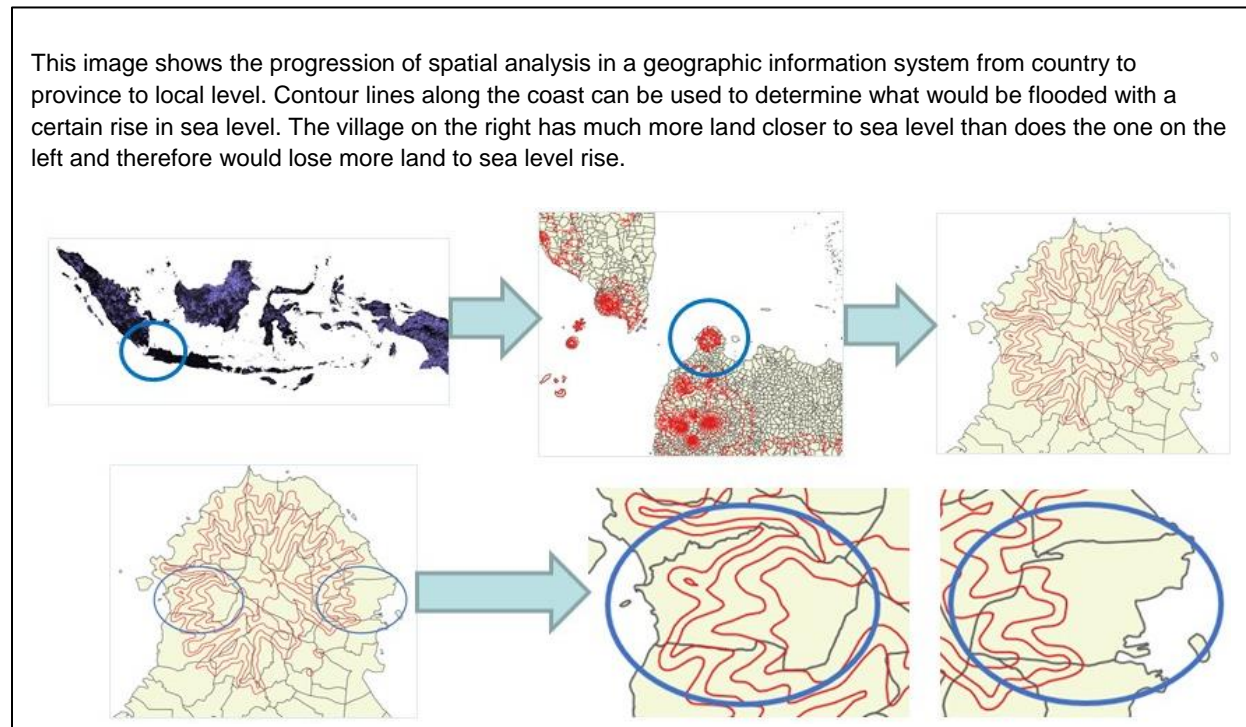 This image shows the progression of spatial analysis in a geographic information system from country to
province to local level. Contour lines along the coast can be used to determine what would be flooded with a
certain rise in sea level. The village on the right has much more land closer to sea level than does the one on the
left and therefore would lose more land to sea level rise.